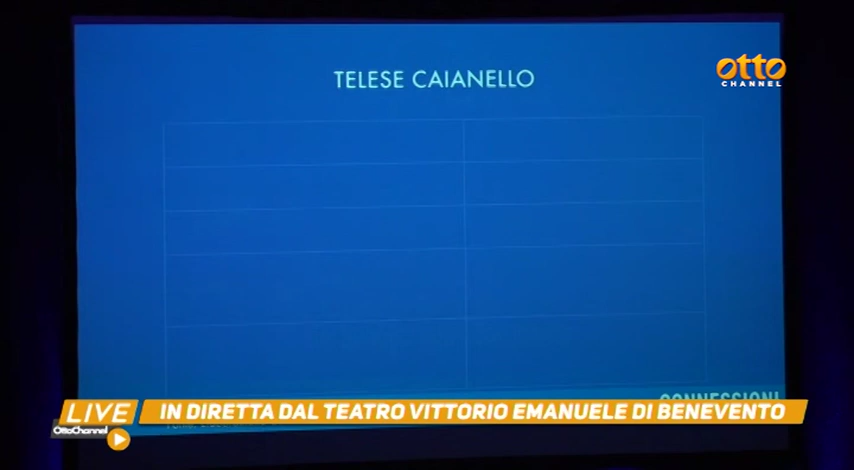 otto
CHANNEL
TELESE CAIANELLO
CONNESSIONI
LIVE
IN DIRETTA DAL TEATRO VITTORIO EMANUELE DI BENEVENTO
OttoChannel